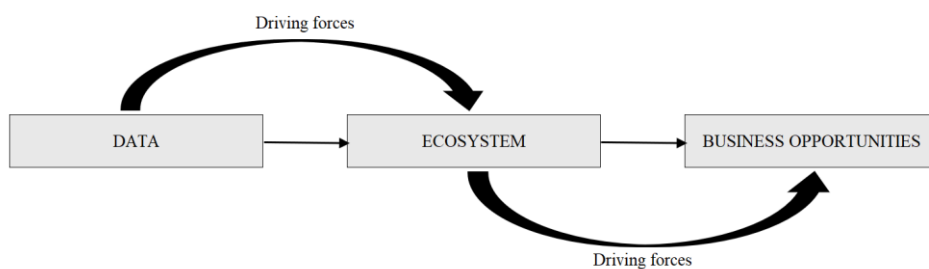 Driving forces
DATA
ECOSYSTEM
BUSINESS OPPORTUNITIES
Driving forces